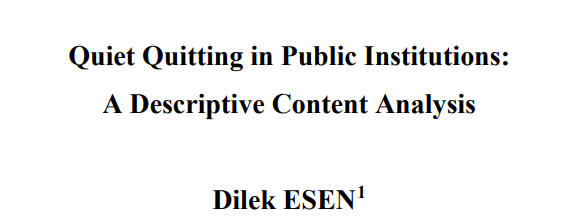 Quiet Quitting in Public Institutions:
A Descriptive Content Analysis
Dilek ESEN¹